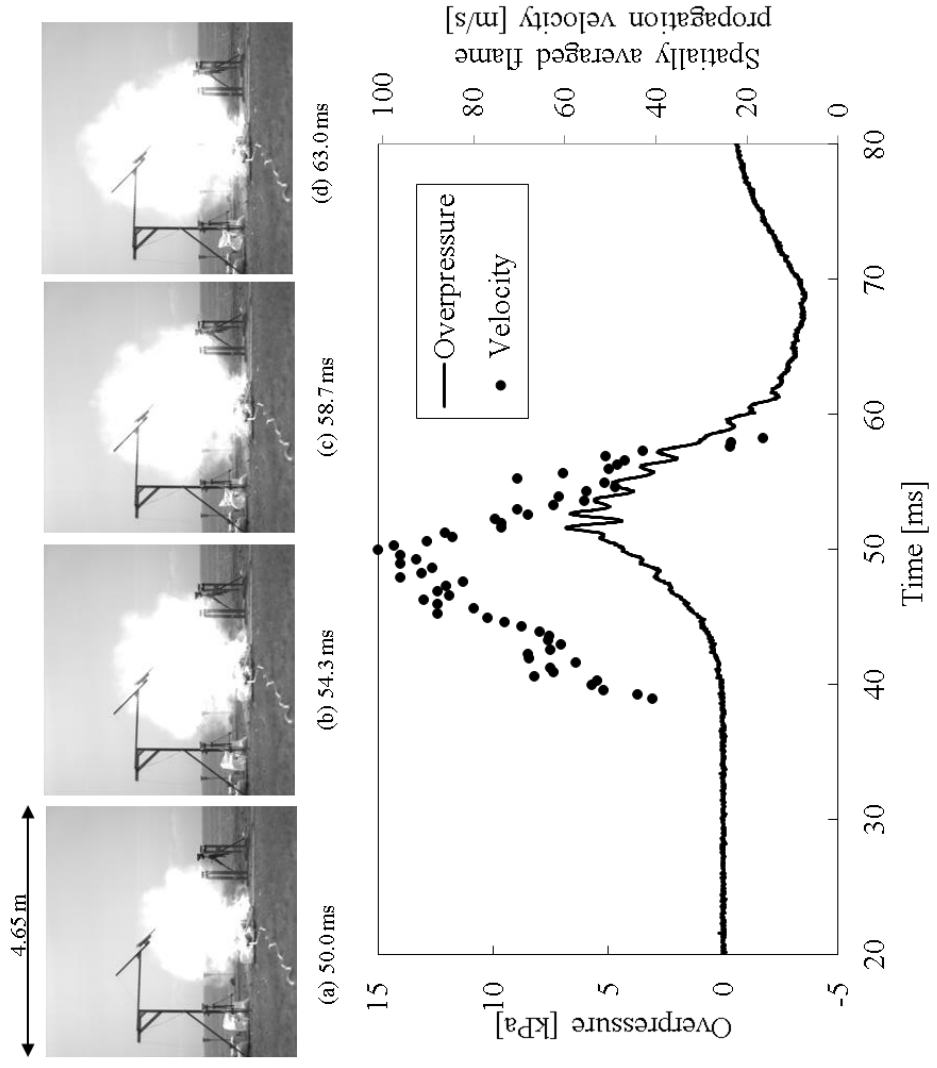 4.65 m
(a) 50.0 ms
(b) 54.3 ms
(c) 58.7 ms
(d) 63.0 ms
Overpressure [kPa]
15
10
5
0
-5
Overpressure
Velocity
Spatially averaged flame
propagation velocity [m/s]
100
80
60
40
20
0
20
30
40
50
60
70
80
Time [ms]